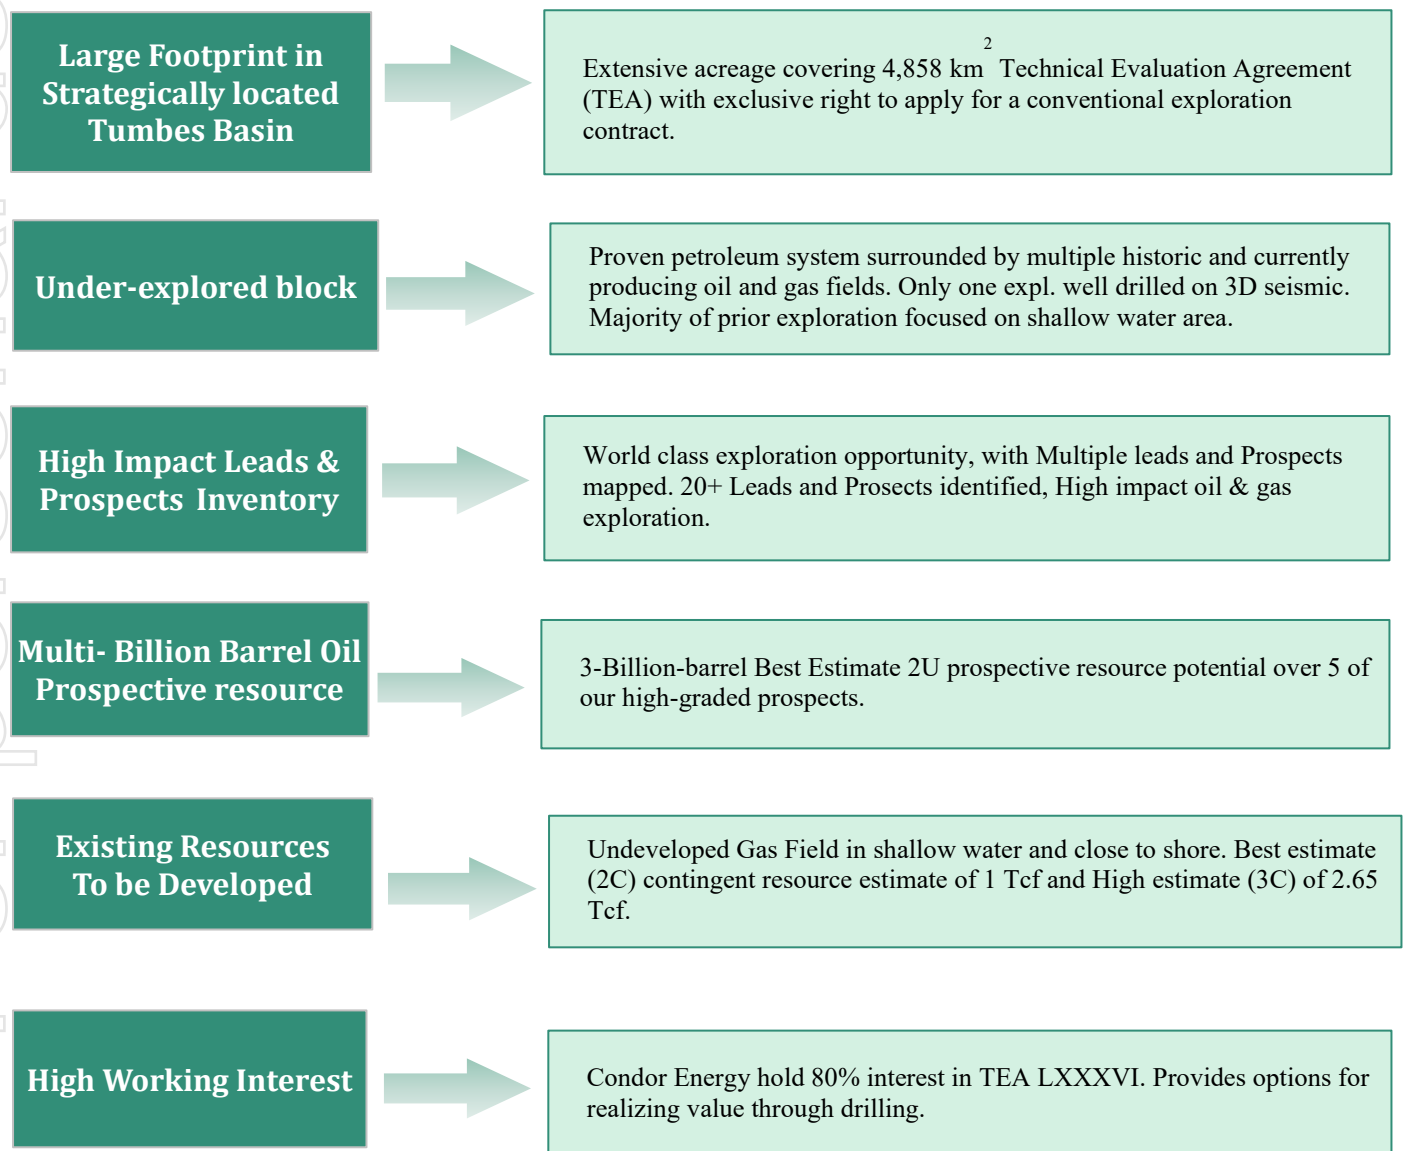 Large Footprint in
Strategically located
Tumbes Basin
Extensive acreage covering 4,858 km² Technical Evaluation Agreement
(TEA) with exclusive right to apply for a conventional exploration
contract.
Under-explored block
Proven petroleum system surrounded by multiple historic and currently
producing oil and gas fields. Only one expl. well drilled on 3D seismic.
Majority of prior exploration focused on shallow water area.
High Impact Leads &
Prospects Inventory
World class exploration opportunity, with Multiple leads and Prospects
mapped. 20+ Leads and Prosects identified, High impact oil & gas
exploration.
Multi- Billion Barrel Oil
Prospective resource
3-Billion-barrel Best Estimate 2U prospective resource potential over 5 of
our high-graded prospects.
Existing Resources
To be Developed
Undeveloped Gas Field in shallow water and close to shore. Best estimate
(2C) contingent resource estimate of 1 Tcf and High estimate (3C) of 2.65
Tcf.
High Working Interest
Condor Energy hold 80% interest in TEA LXXXVI. Provides options for
realizing value through drilling.